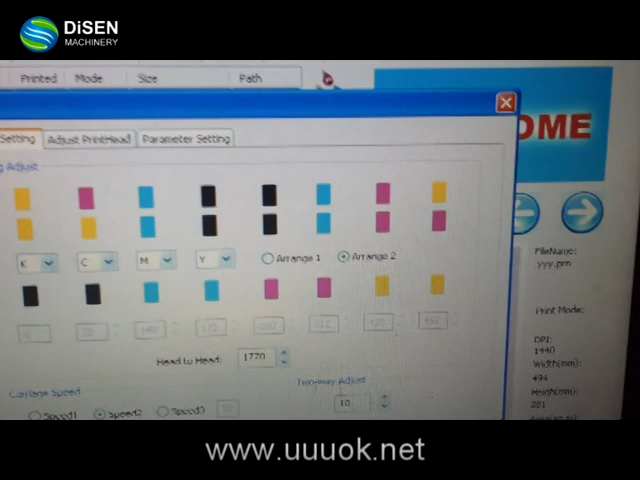 DiSEN
MACHINERY
Printed Mode Size Path
OME
Setting Adjust PrintHead Parameter Setting
Adjust
K C M Y Arrange 1 Arrange 2
FileName:
yyy.prn
Print Mode:
DPI:
1440
Width(mm):
494
Height(mm):
281
Head to Head: 1770
Carriage Speed
Speed1 Speed2 Speed3
Two-way Adjust
10
www.uuuok.net